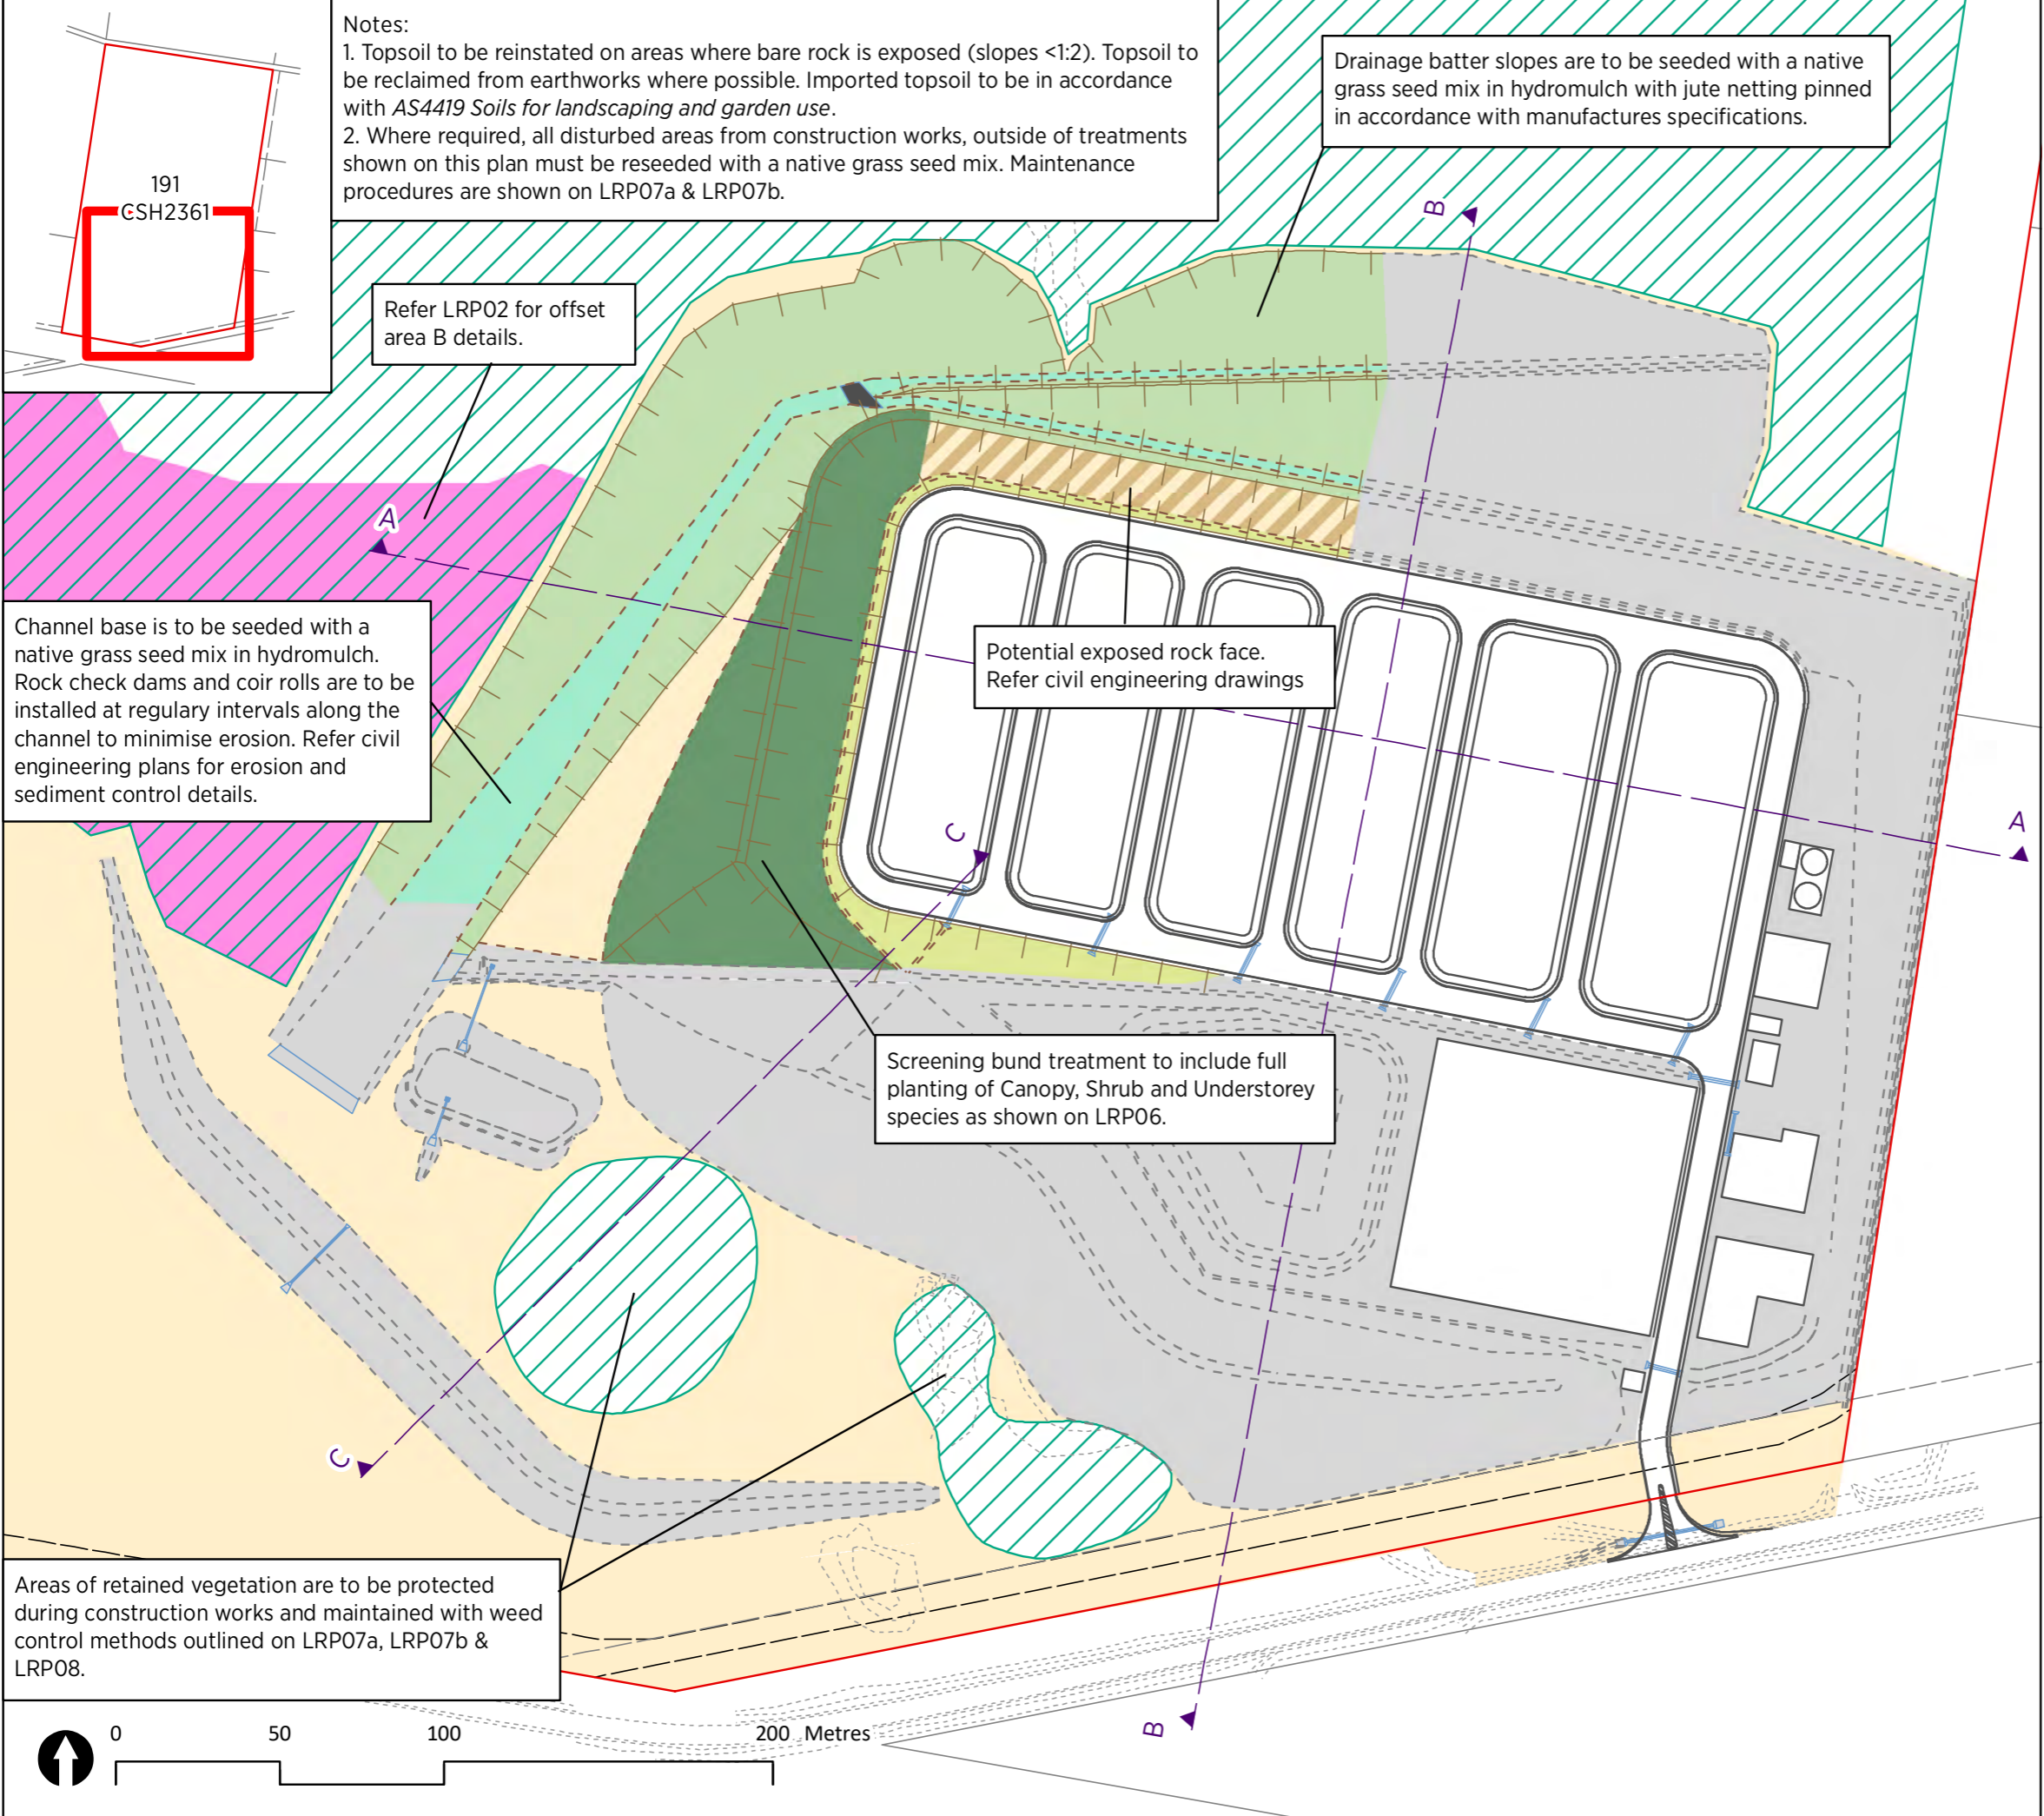 Notes:
1. Topsoil to be reinstated on areas where bare rock is exposed (slopes <1:2). Topsoil to
be reclaimed from earthworks where possible. Imported topsoil to be in accordance
with AS4419 Soils for landscaping and garden use.
2. Where required, all disturbed areas from construction works, outside of treatments
shown on this plan must be reseeded with a native grass seed mix. Maintenance
procedures are shown on LRP07a & LRP07b.
Drainage batter slopes are to be seeded with a native
grass seed mix in hydromulch with jute netting pinned
in accordance with manufactures specifications.
191
CSH2361
B
Refer LRP02 for offset
area B details.
A
Channel base is to be seeded with a
native grass seed mix in hydromulch.
Rock check dams and coir rolls are to be
installed at regulary intervals along the
channel to minimise erosion. Refer civil
engineering plans for erosion and
sediment control details.
Potential exposed rock face.
Refer civil engineering drawings
C
A
Screening bund treatment to include full
planting of Canopy, Shrub and Understorey
species as shown on LRP06.
C
Areas of retained vegetation are to be protected
during construction works and maintained with weed
control methods outlined on LRP07a, LRP07b &
LRP08.
B
0 50 100 200 Metres